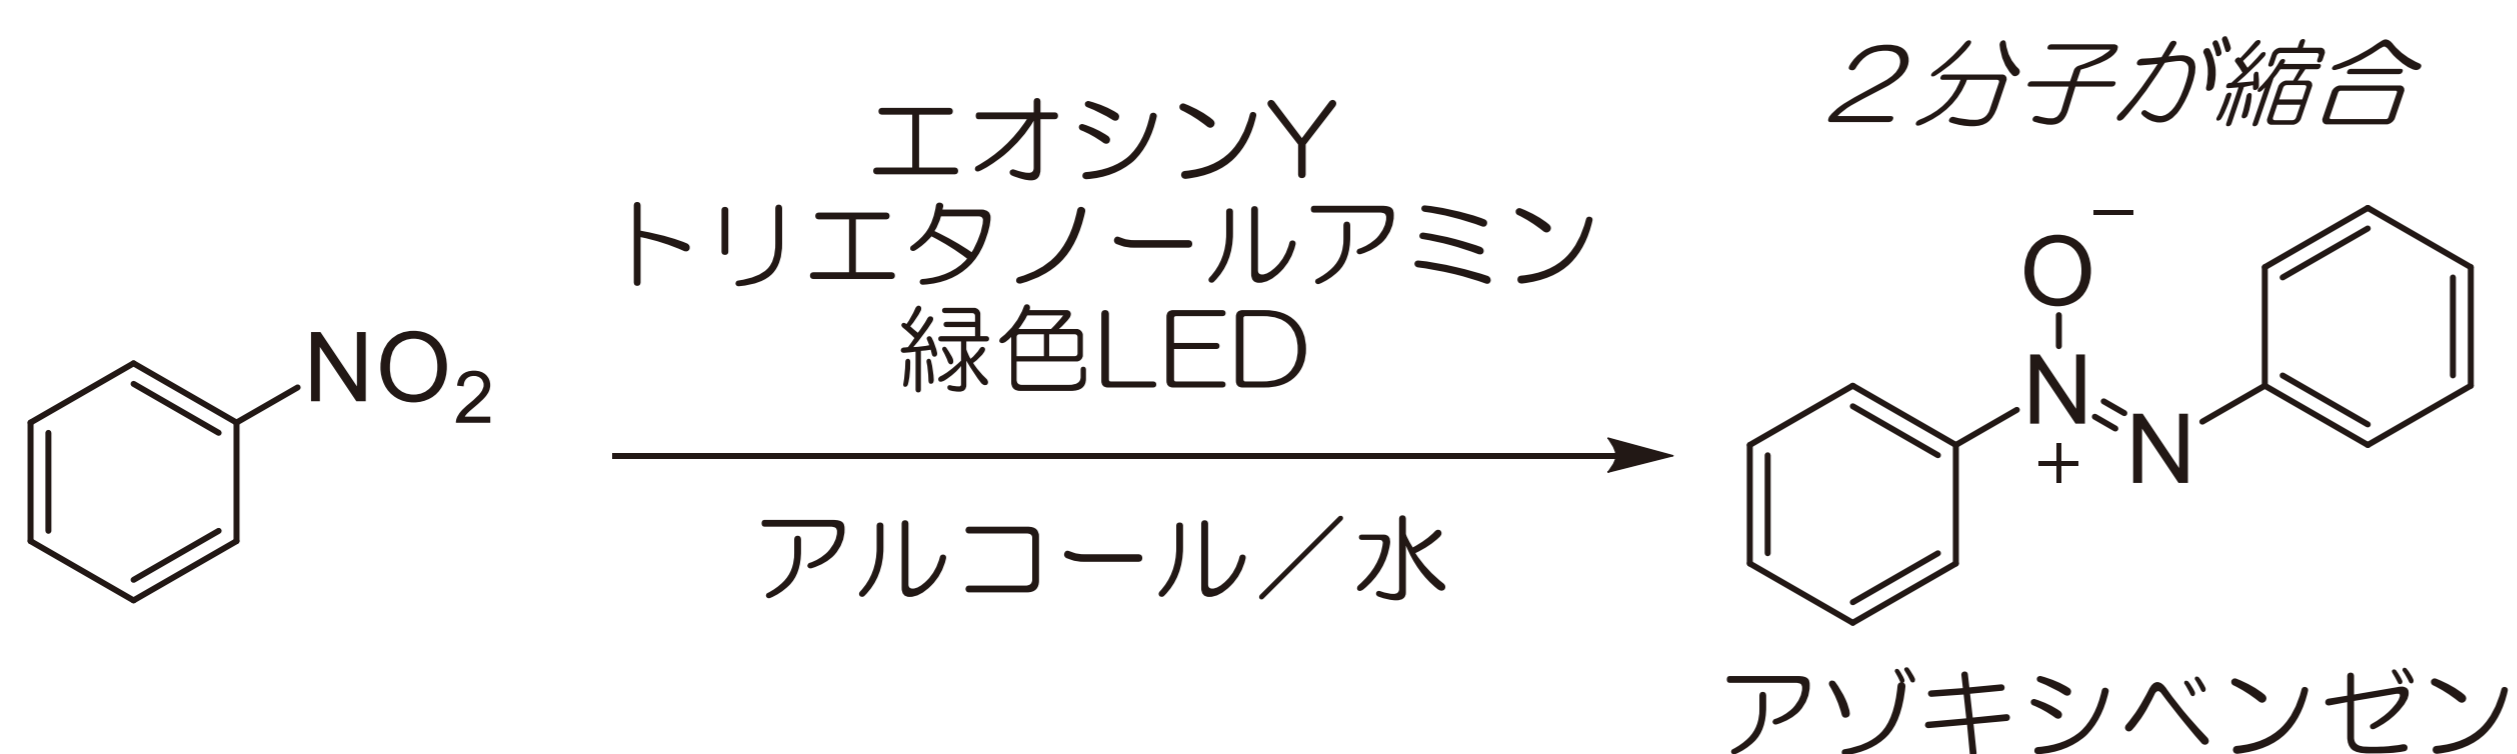 2分子が縮合
エオシンY
トリエタノールアミン
緑色LED
NO2
O
−
N
+
N
アルコール／水
アゾキシベンゼン